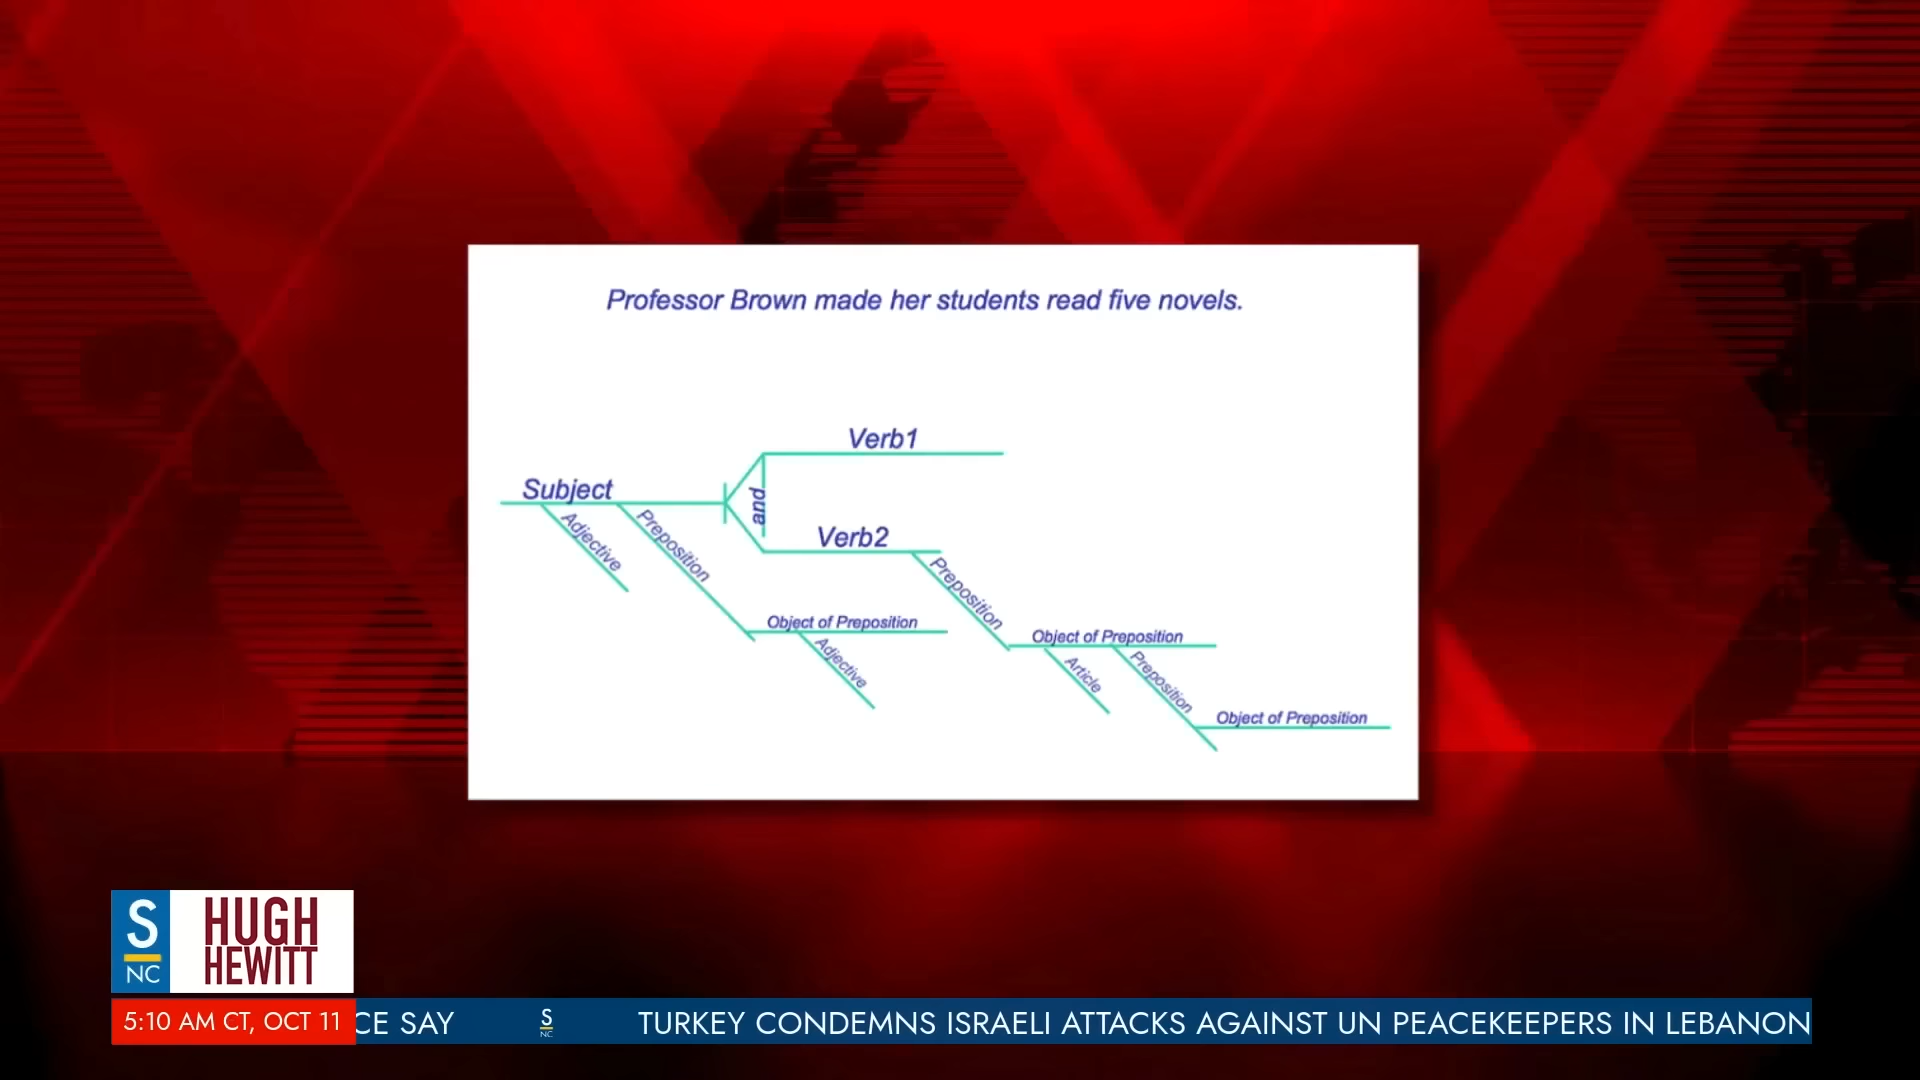 Professor Brown made her students read five novels.
Verb1
Subject
and
Adjective
Preposition
Verb2
Preposition
Object of Preposition
Adjective
Object of Preposition
Article
Preposition
Object of Preposition
S
NC
HUGH
HEWITT
5:10 AM CT, OCT 11
CE SAY
S
NC
TURKEY CONDEMNS ISRAELI ATTACKS AGAINST UN PEACEKEEPERS IN LEBANON